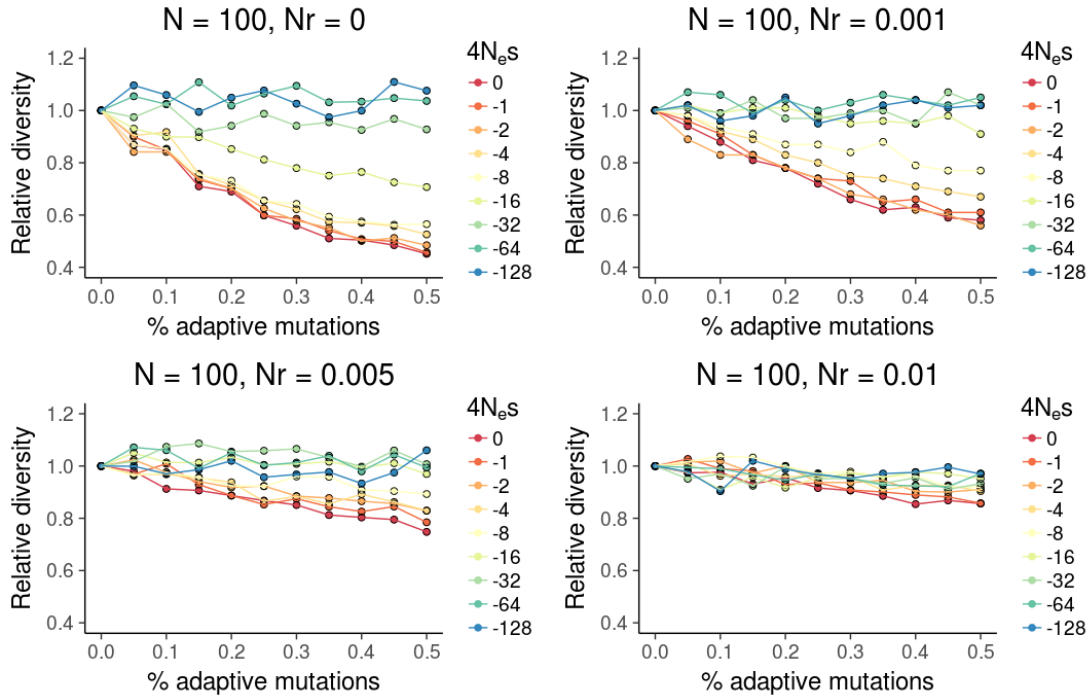 N = 100, Nr = 0
Relative diversity
1.2
1.0
0.8
0.6
0.4
0.0 0.1 0.2 0.3 0.4 0.5
% adaptive mutations
4Nₑs
0
-1
-2
-4
-8
-16
-32
-64
-128
N = 100, Nr = 0.001
Relative diversity
1.2
1.0
0.8
0.6
0.4
0.0 0.1 0.2 0.3 0.4 0.5
% adaptive mutations
4Nₑs
0
-1
-2
-4
-8
-16
-32
-64
-128
N = 100, Nr = 0.005
Relative diversity
1.2
1.0
0.8
0.6
0.4
0.0 0.1 0.2 0.3 0.4 0.5
% adaptive mutations
4Nₑs
0
-1
-2
-4
-8
-16
-32
-64
-128
N = 100, Nr = 0.01
Relative diversity
1.2
1.0
0.8
0.6
0.4
0.0 0.1 0.2 0.3 0.4 0.5
% adaptive mutations
4Nₑs
0
-1
-2
-4
-8
-16
-32
-64
-128